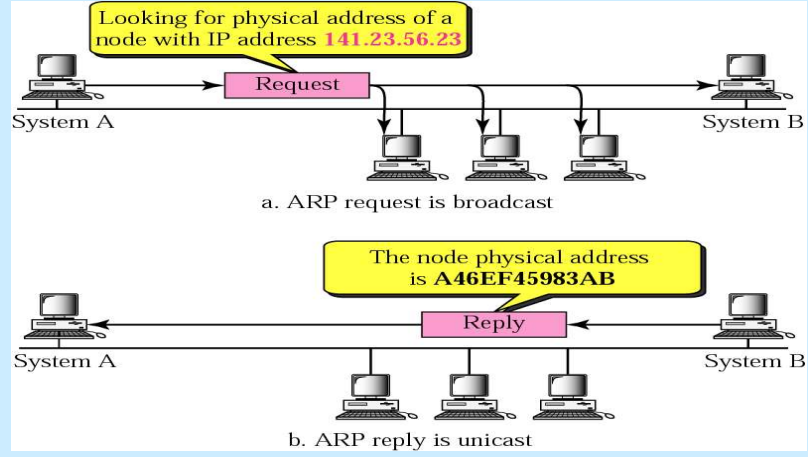 Looking for physical address of a
node with IP address 141.23.56.23
Request
System A
System B
a. ARP request is broadcast
The node physical address
is A46EF45983AB
Reply
System A
System B
b. ARP reply is unicast